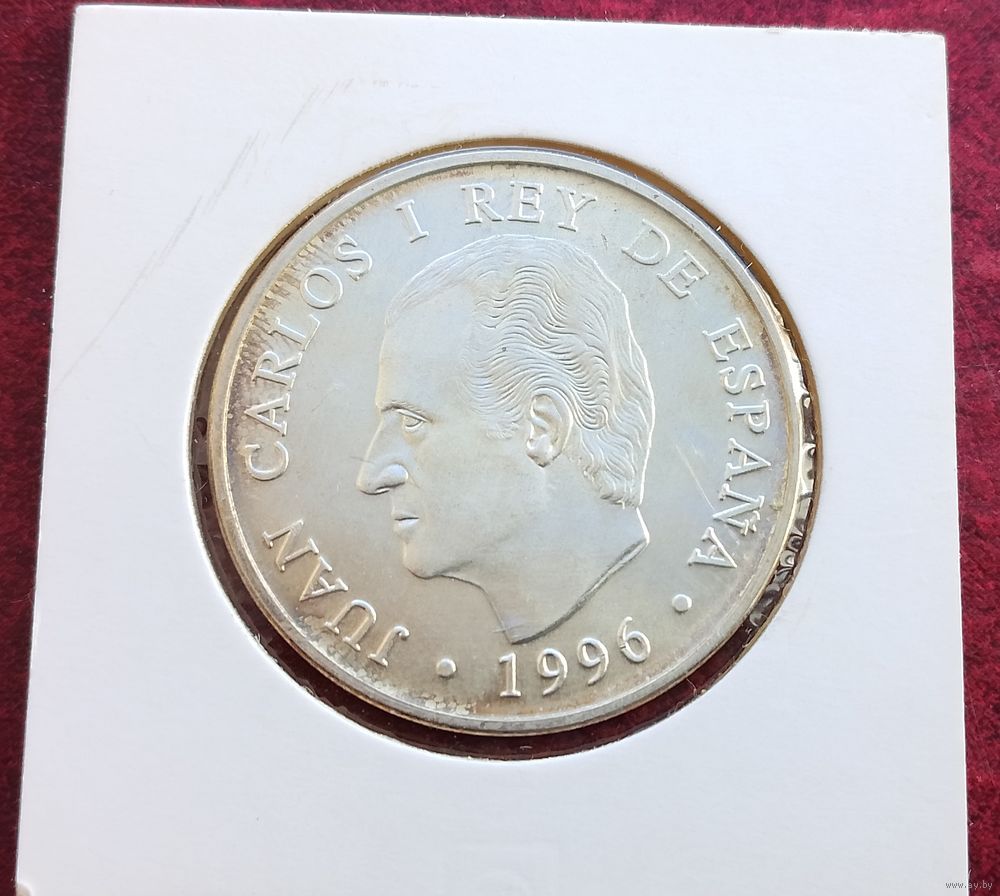 JUAN CARLOS I REY DE ESPAÑA • 1996 •
www.ay.by